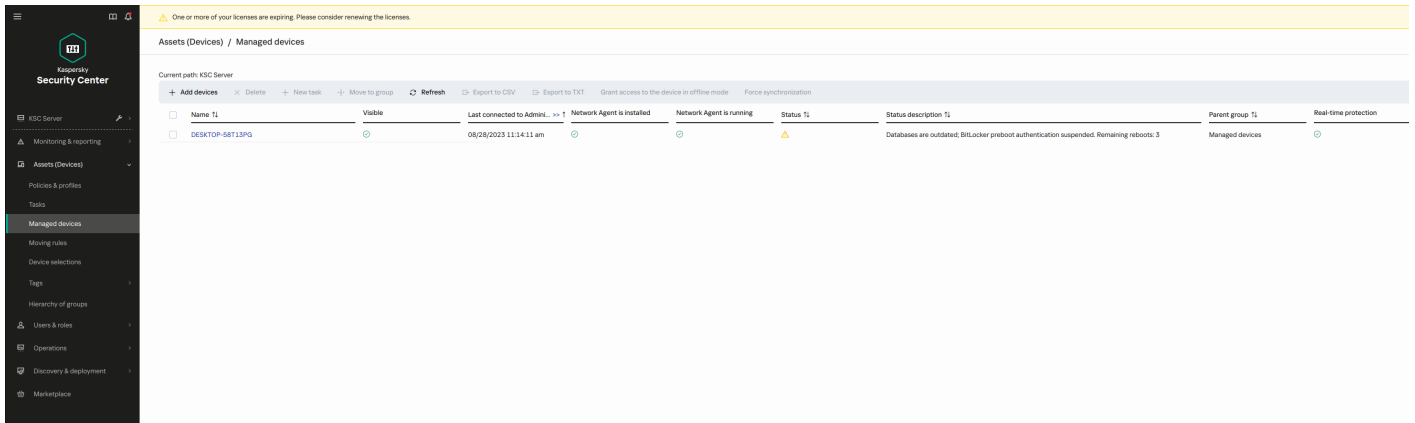 One or more of your licenses are expiring. Please consider renewing the licenses.
Kaspersky
Security Center
KSC Server
Monitoring & reporting
Assets (Devices)
Policies & profiles
Tasks
Managed devices
Moving rules
Device selections
Tags
Hierarchy of groups
Users & roles
Operations
Discovery & deployment
Marketplace
Assets (Devices) / Managed devices
Current path: KSC Server
Add devices Delete New task Move to group Refresh Export to CSV Export to TXT Grant access to the device in offline mode Force synchronization
Name Visible Last connected to Admini... >> Network Agent is installed Network Agent is running Status Status description Parent group Real-time protection
DESKTOP-58T13PG 08/28/2023 11:14:11 am Databases are outdated; BitLocker preboot authentication suspended. Remaining reboots: 3 Managed devices